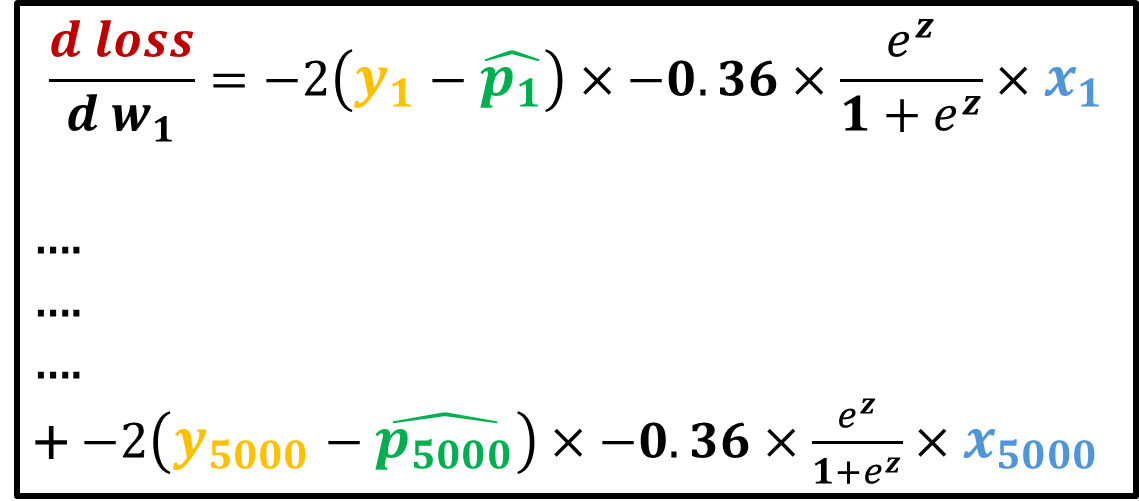 d loss / d w₁ = −2(y₁ − p̂₁) × −0.36 × e^z / (1 + e^z) × x₁
....
....
....
+ −2(y₅₀₀₀ − p̂₅₀₀₀) × −0.36 × e^z / (1+e^z) × x₅₀₀₀